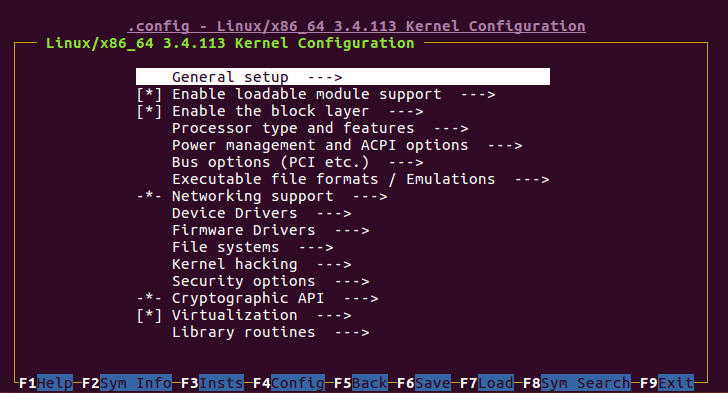 .config - Linux/x86_64 3.4.113 Kernel Configuration
Linux/x86_64 3.4.113 Kernel Configuration
General setup  --->
[*] Enable loadable module support  --->
[*] Enable the block layer  --->
Processor type and features  --->
Power management and ACPI options  --->
Bus options (PCI etc.)  --->
Executable file formats / Emulations  --->
-*- Networking support  --->
Device Drivers  --->
Firmware Drivers  --->
File systems  --->
Kernel hacking  --->
Security options  --->
-*- Cryptographic API  --->
[*] Virtualization  --->
Library routines  --->
F1Help F2Sym Info F3Insts F4Config F5Back F6Save F7Load F8Sym Search F9Exit